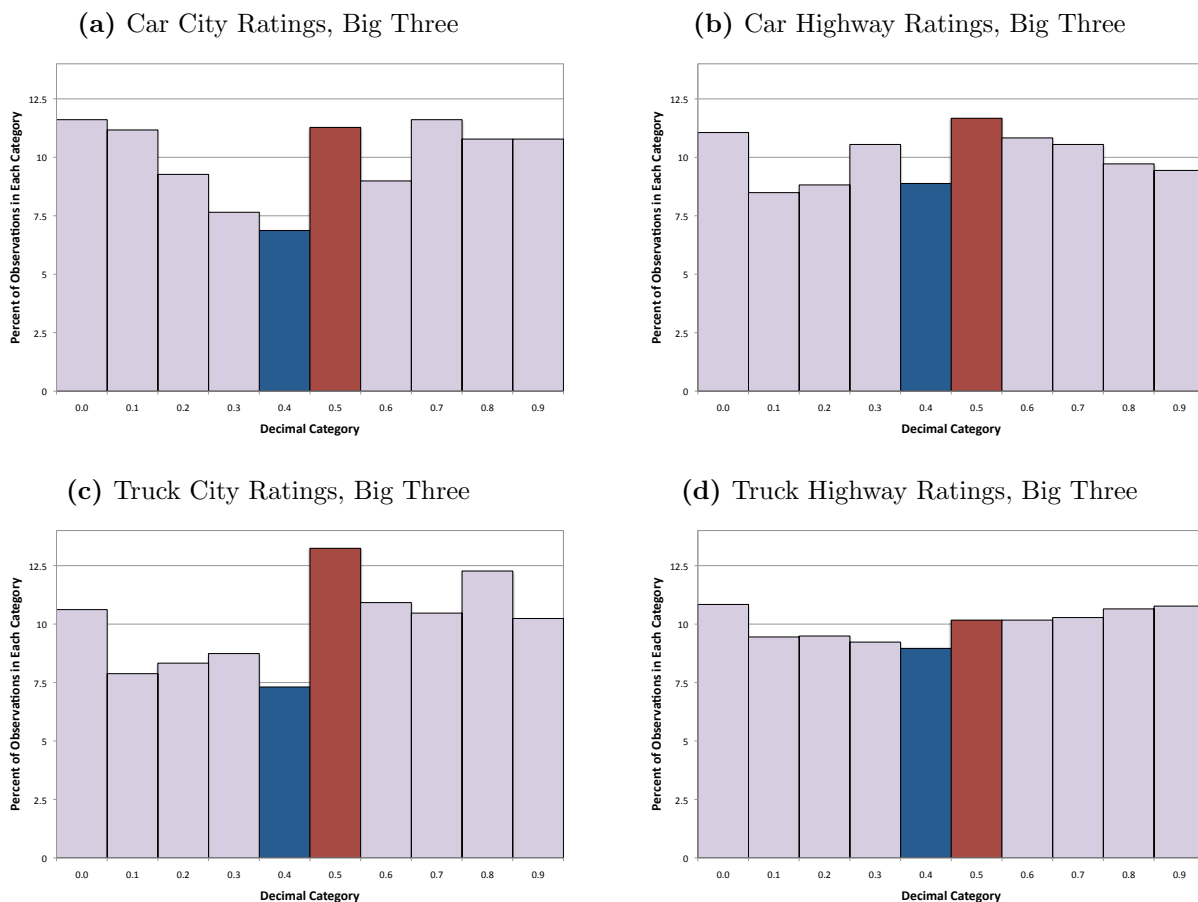 (a) Car City Ratings, Big Three
12.5
10
7.5
5
2.5
0
Percent of Observations in Each Category
0.0 0.1 0.2 0.3 0.4 0.5 0.6 0.7 0.8 0.9
Decimal Category
(b) Car Highway Ratings, Big Three
12.5
10
7.5
5
2.5
0
Percent of Observations in Each Category
0.0 0.1 0.2 0.3 0.4 0.5 0.6 0.7 0.8 0.9
Decimal Category
(c) Truck City Ratings, Big Three
12.5
10
7.5
5
2.5
0
Percent of Observations in Each Category
0.0 0.1 0.2 0.3 0.4 0.5 0.6 0.7 0.8 0.9
Decimal Category
(d) Truck Highway Ratings, Big Three
12.5
10
7.5
5
2.5
0
Percent of Observations in Each Category
0.0 0.1 0.2 0.3 0.4 0.5 0.6 0.7 0.8 0.9
Decimal Category